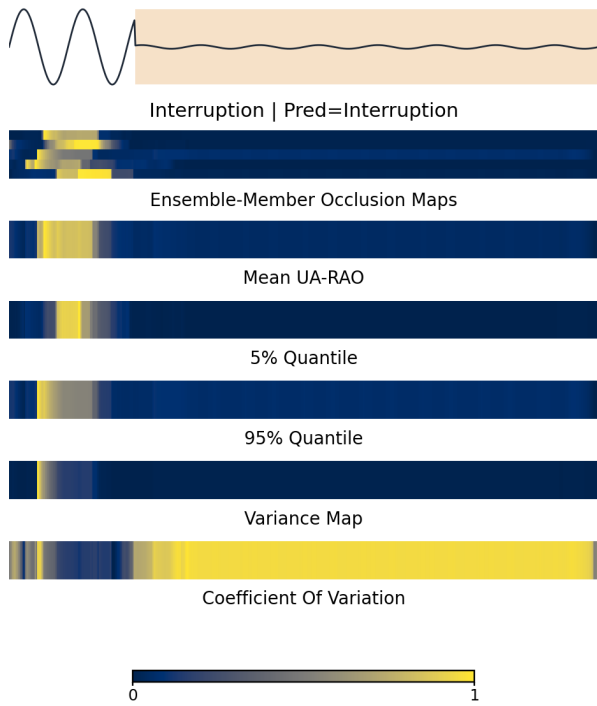 Interruption | Pred=Interruption
Ensemble-Member Occlusion Maps
Mean UA-RAO
5% Quantile
95% Quantile
Variance Map
Coefficient Of Variation
0 1